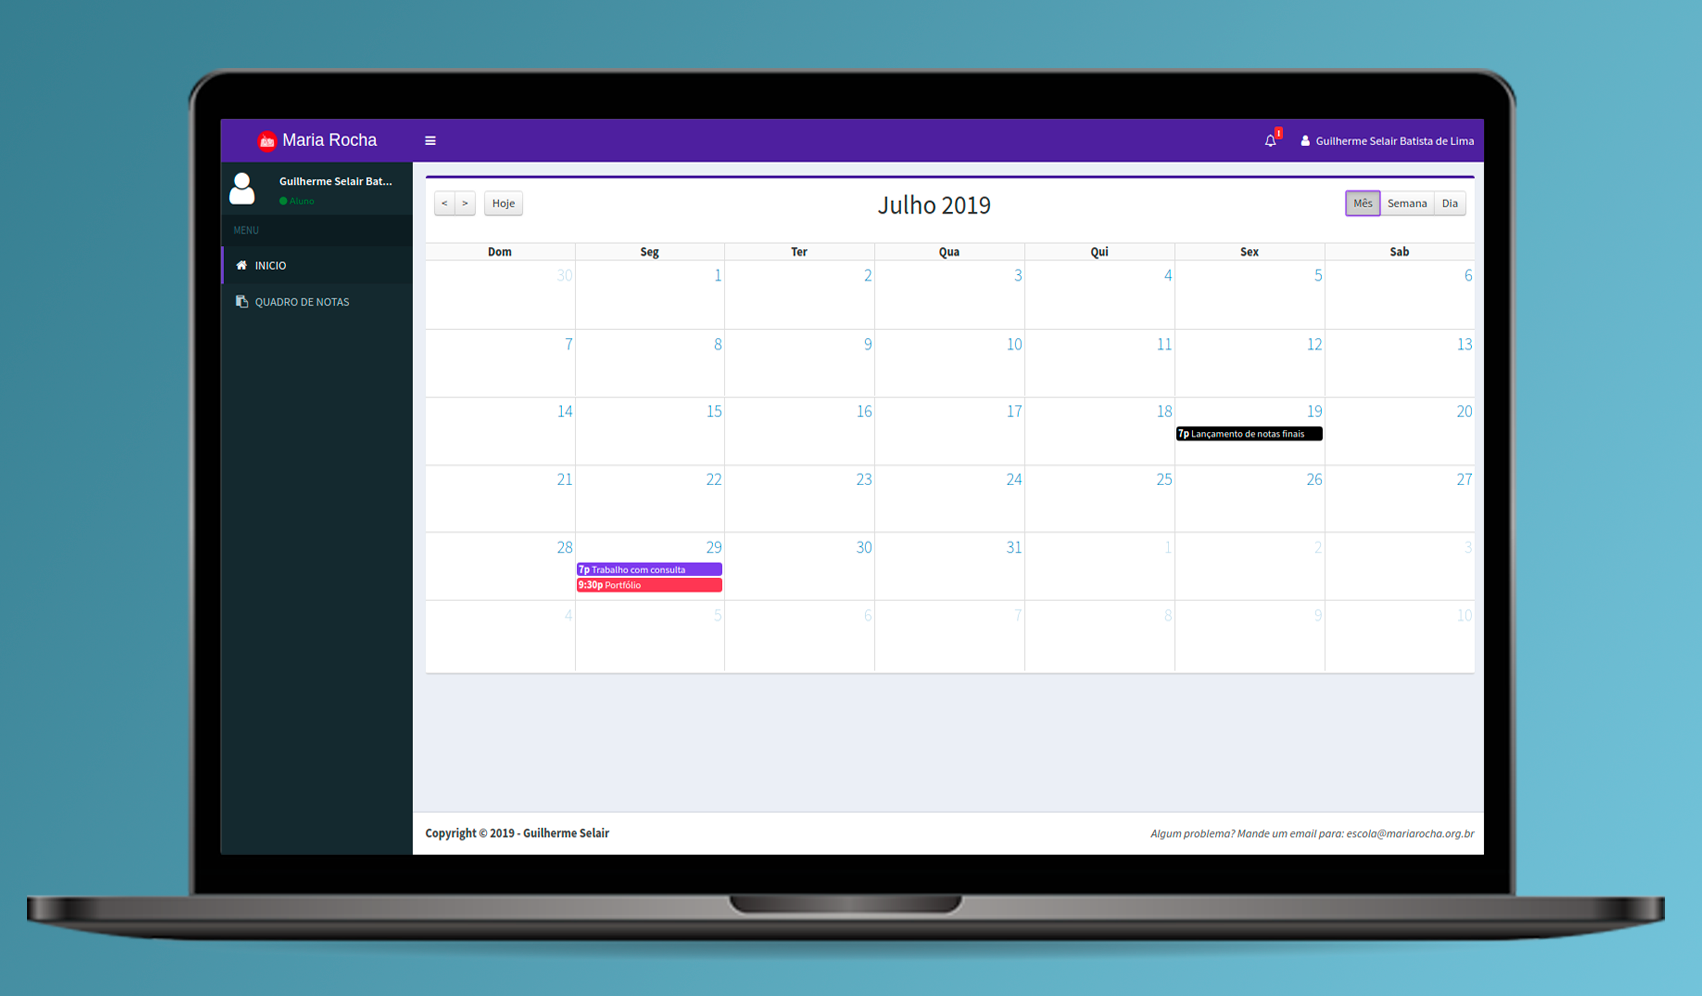 Maria Rocha
1
Guilherme Selair Batista de Lima
Guilherme Selair Bat...
Aluno
MENU
INICIO
QUADRO DE NOTAS
< > Hoje
Julho 2019
Mês Semana Dia
Dom Seg Ter Qua Qui Sex Sab
30 1 2 3 4 5 6
7 8 9 10 11 12 13
14 15 16 17 18 19 20
7p Lançamento de notas finais
21 22 23 24 25 26 27
28 29 30 31 1 2 3
7p Trabalho com consulta
9:30p Portfólio
4 5 6 7 8 9 10
Copyright © 2019 - Guilherme Selair
Algum problema? Mande um email para: escola@mariarocha.org.br